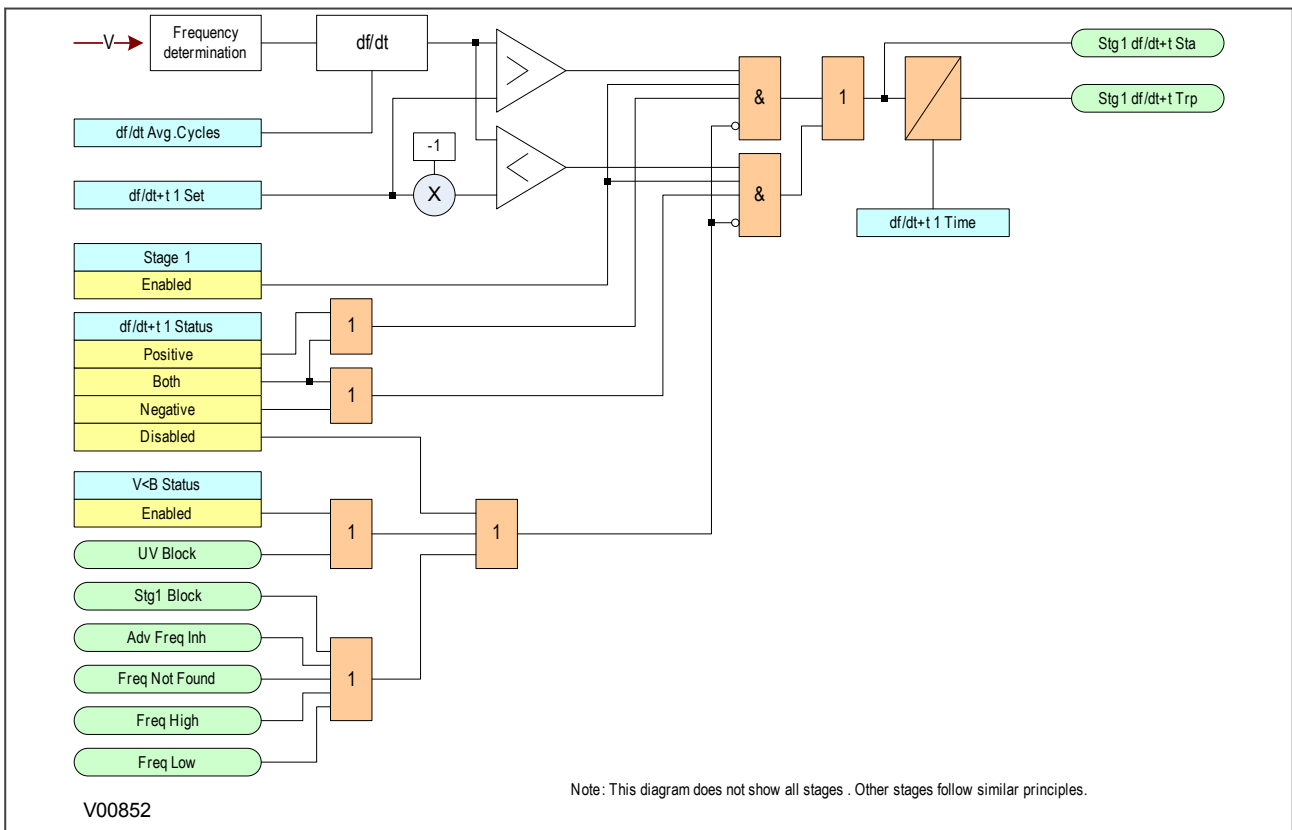 V
Frequency
determination
df/dt
>
&
1
Stg1 df/dt+t Sta
Stg1 df/dt+t Trp
df/dt Avg.Cycles
-1
<
df/dt+t 1 Set
X
&
df/dt+t 1 Time
Stage 1
Enabled
df/dt+t 1 Status
1
Positive
Both
1
Negative
Disabled
V<B Status
Enabled
1
1
UV Block
Stg1 Block
Adv Freq Inh
Freq Not Found
1
Freq High
Freq Low
Note: This diagram does not show all stages . Other stages follow similar principles.
V00852